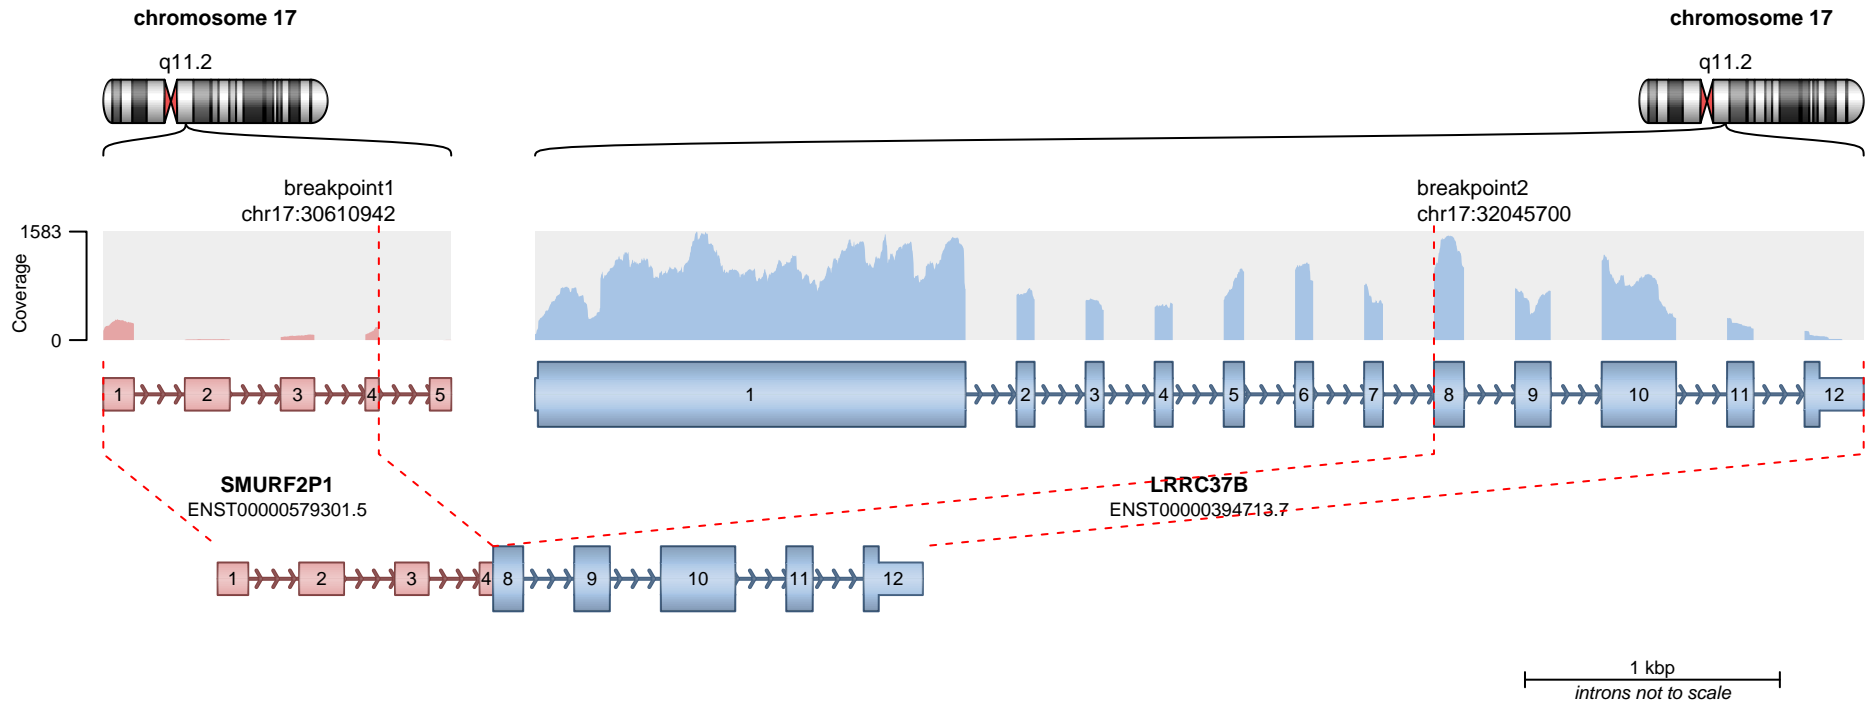 chromosome 17
chromosome 17
q11.2
q11.2
breakpoint1
chr17:30610942
breakpoint2
chr17:32045700
1583
Coverage
0
1 2 3 4 5
1 2 3 4 5 6 7 8 9 10 11 12
SMURF2P1
ENST00000579301.5
LRRC37B
ENST00000394713.7
1 2 3 4 8 9 10 11 12
1 kbp
introns not to scale